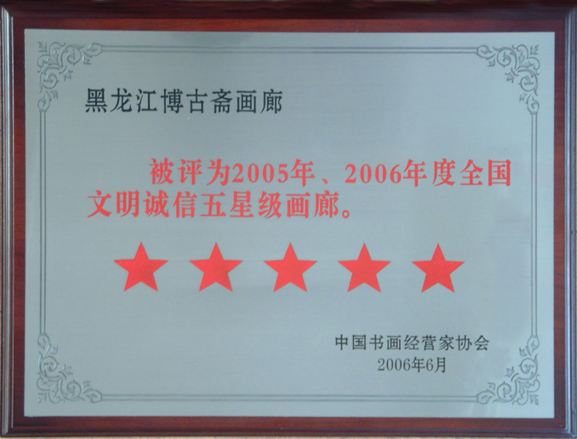 黑龙江博古斋画廊
被评为2005年、2006年度全国
文明诚信五星级画廊。
中国书画经营家协会
2006年6月